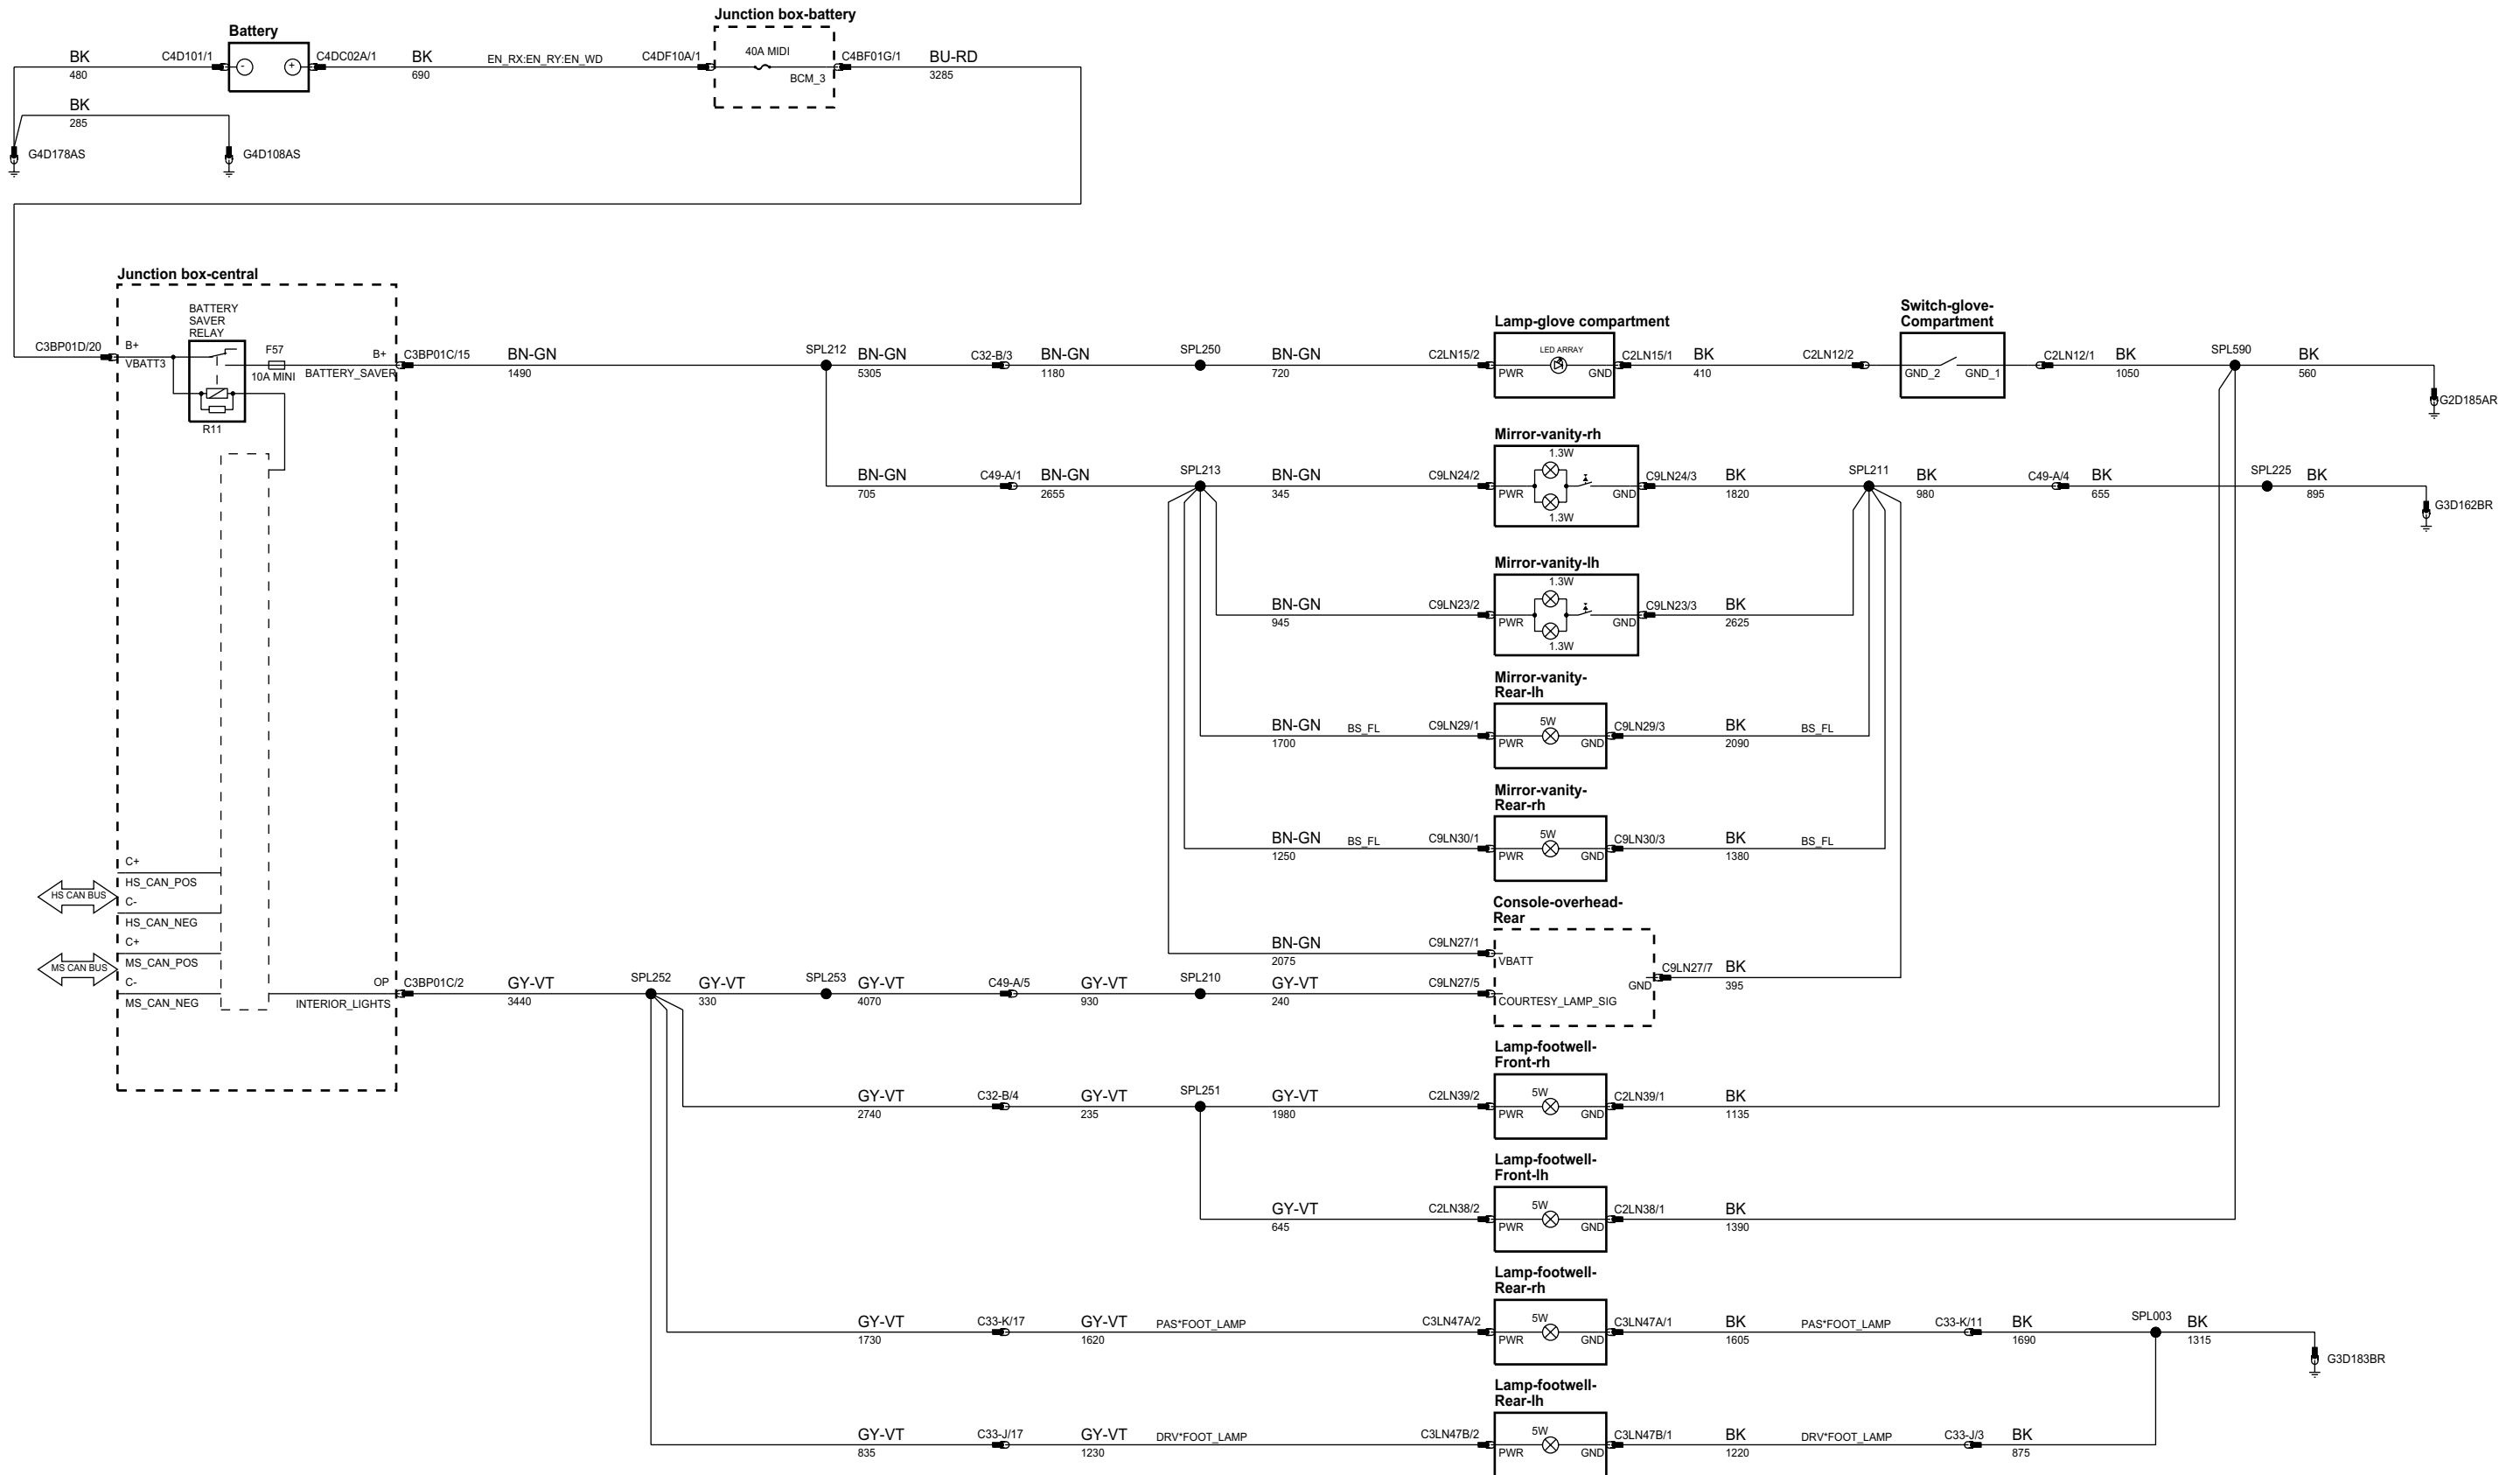 Junction box-battery
Battery
BK
C4D101/1
C4DC02A/1
BK
EN_RX:EN_RY:EN_WD
C4DF10A/1
40A MIDI
C4BF01G/1
BU-RD
480
-
+
690
BCM_3
3285
BK
285
G4D178AS
G4D108AS
Junction box-central
BATTERY
SAVER
RELAY
C3BP01D/20
B+
VBATT3
F57
10A MINI
B+
BATTERY_SAVER
R11
C3BP01C/15
BN-GN
1490
SPL212
BN-GN
5305
C32-B/3
BN-GN
1180
SPL250
BN-GN
720
C2LN15/2
Lamp-glove compartment
LED ARRAY
PWR
GND
C2LN15/1
BK
410
C2LN12/2
Switch-glove-
Compartment
GND_2
GND_1
C2LN12/1
BK
1050
SPL590
BK
560
G2D185AR
BN-GN
705
C49-A/1
BN-GN
2655
SPL213
BN-GN
345
C9LN24/2
Mirror-vanity-rh
1.3W
PWR
GND
1.3W
C9LN24/3
BK
1820
SPL211
BK
980
C49-A/4
BK
655
SPL225
BK
895
G3D162BR
BN-GN
945
C9LN23/2
Mirror-vanity-lh
1.3W
PWR
GND
1.3W
C9LN23/3
BK
2625
BN-GN
1700
BS_FL
C9LN29/1
Mirror-vanity-
Rear-lh
5W
PWR
GND
C9LN29/3
BK
2090
BS_FL
BN-GN
1250
BS_FL
C9LN30/1
Mirror-vanity-
Rear-rh
5W
PWR
GND
C9LN30/3
BK
1380
BS_FL
HS CAN BUS
C+
HS_CAN_POS
C-
HS_CAN_NEG
MS CAN BUS
C+
MS_CAN_POS
C-
MS_CAN_NEG
OP
INTERIOR_LIGHTS
C3BP01C/2
GY-VT
3440
SPL252
GY-VT
330
SPL253
GY-VT
4070
C49-A/5
GY-VT
930
SPL210
GY-VT
240
BN-GN
2075
C9LN27/1
C9LN27/5
Console-overhead-
Rear
VBATT
GND
COURTESY_LAMP_SIG
C9LN27/7
BK
395
GY-VT
2740
C32-B/4
GY-VT
235
SPL251
GY-VT
1980
C2LN39/2
Lamp-footwell-
Front-rh
5W
PWR
GND
C2LN39/1
BK
1135
GY-VT
645
C2LN38/2
Lamp-footwell-
Front-lh
5W
PWR
GND
C2LN38/1
BK
1390
GY-VT
1730
C33-K/17
GY-VT
1620
PAS*FOOT_LAMP
C3LN47A/2
Lamp-footwell-
Rear-rh
5W
PWR
GND
C3LN47A/1
BK
1605
PAS*FOOT_LAMP
C33-K/11
BK
1690
SPL003
BK
1315
G3D183BR
GY-VT
835
C33-J/17
GY-VT
1230
DRV*FOOT_LAMP
C3LN47B/2
Lamp-footwell-
Rear-lh
5W
PWR
GND
C3LN47B/1
BK
1220
DRV*FOOT_LAMP
C33-J/3
BK
875